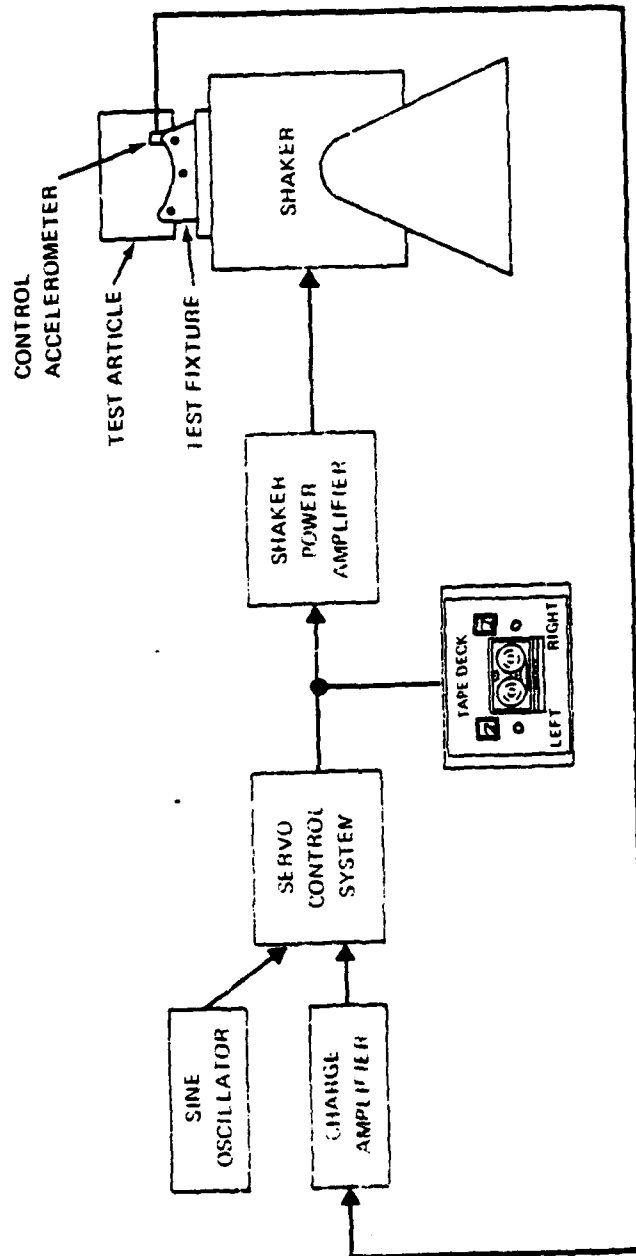 CONTROL
ACCELEROMETER
TEST ARTICLE
TEST FIXTURE
SHAKER
SHAKER
POWER
AMPLIFIER
TAPE DECK
LEFT
RIGHT
SERVO
CONTROL
SYSTEM
SINE
OSCILLATOR
CHARGE
AMPLIFIER